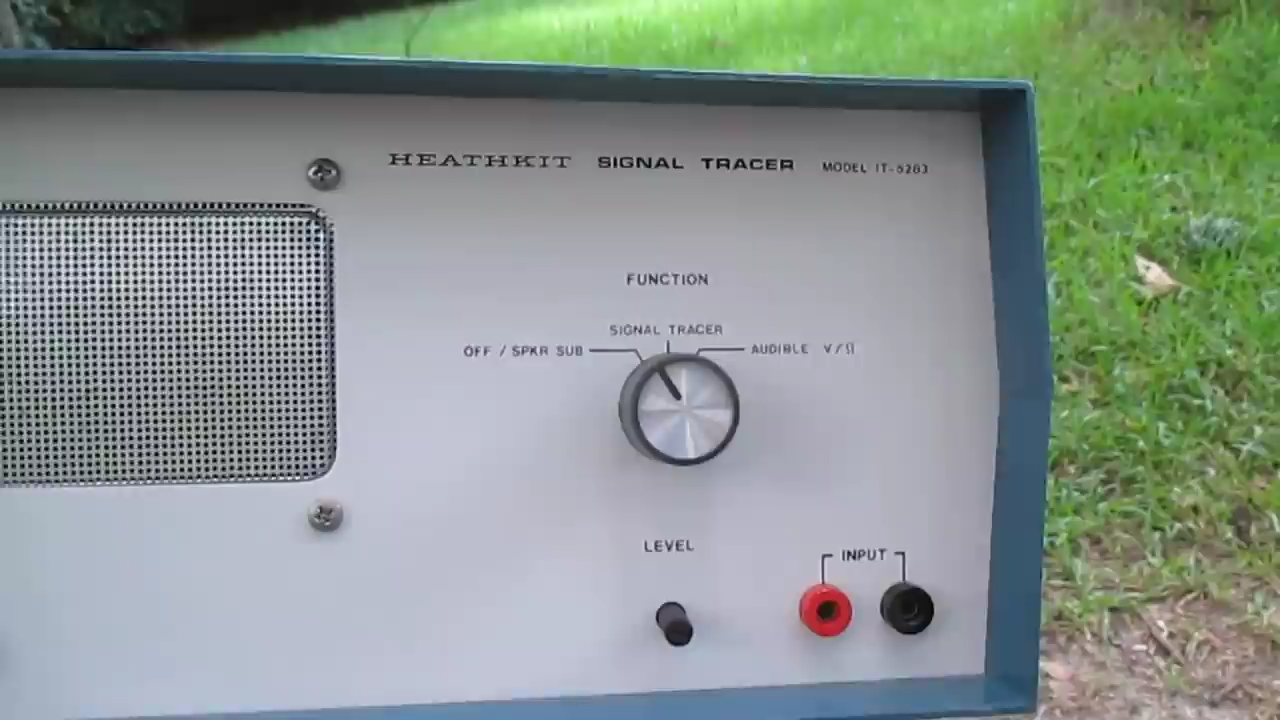 HEATHKIT SIGNAL TRACER MODEL IT-5283
FUNCTION
SIGNAL TRACER
OFF / SPKR SUB AUDIBLE V/Ω
LEVEL
INPUT